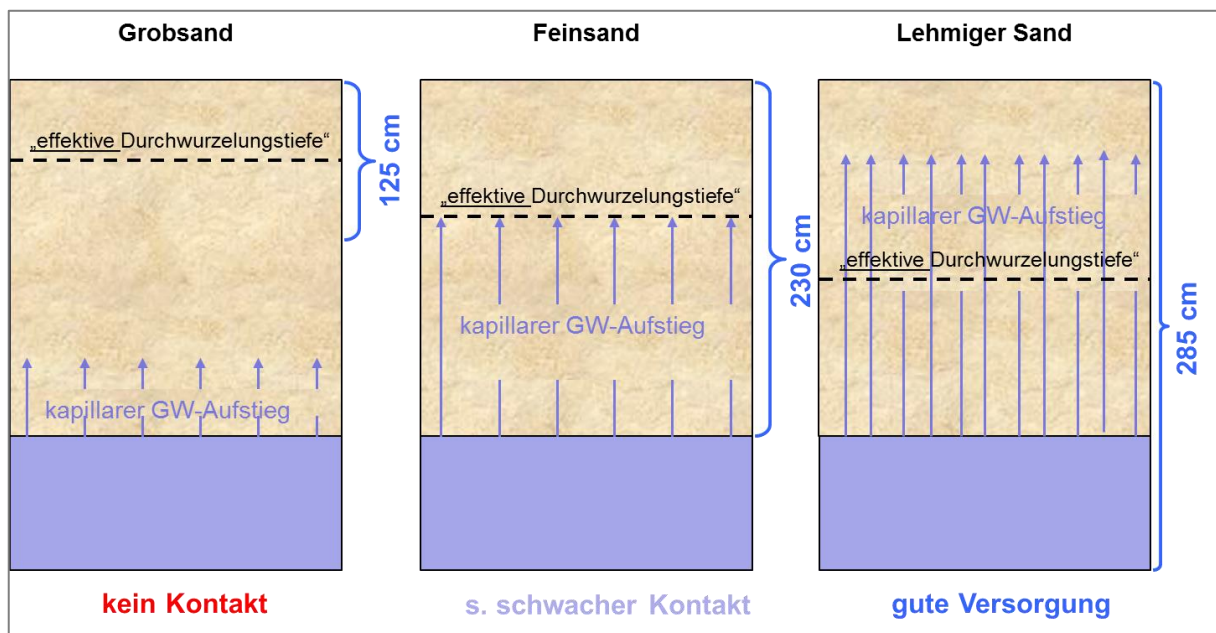 Grobsand
„effektive Durchwurzelungstiefe“
125 cm
kapillarer GW-Aufstieg
kein Kontakt
Feinsand
„effektive Durchwurzelungstiefe“
230 cm
kapillarer GW-Aufstieg
s. schwacher Kontakt
Lehmiger Sand
kapillarer GW-Aufstieg
„effektive Durchwurzelungstiefe“
285 cm
gute Versorgung